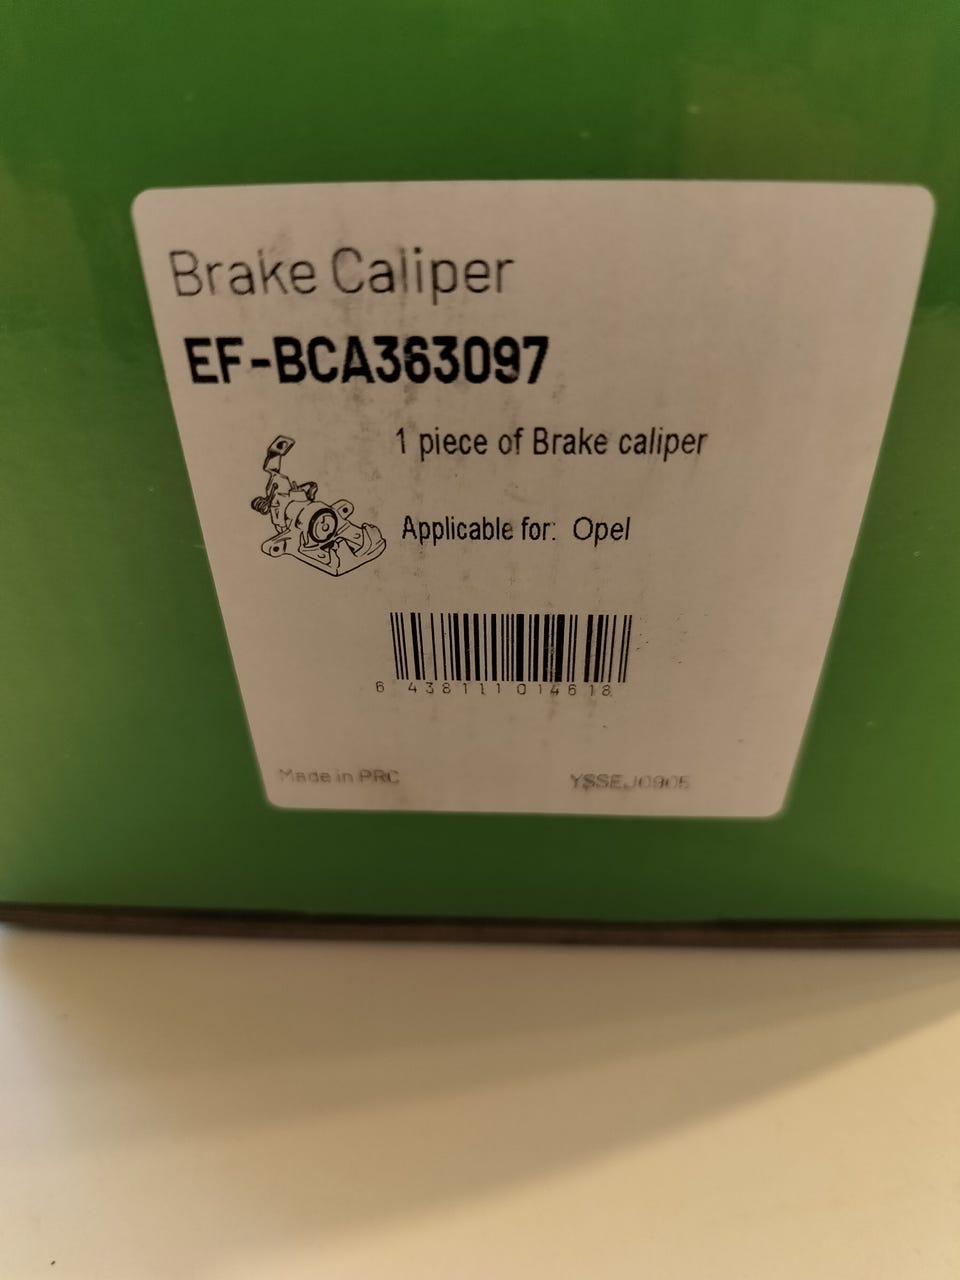 Brake Caliper
EF-BCA363097
1 piece of Brake caliper
Applicable for: Opel
6 438111 014618
Made in PRC
YSSEJ0905